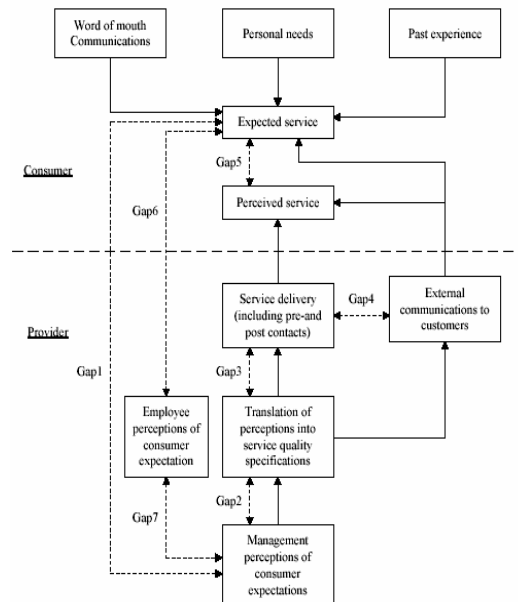 Word of mouth
Communications
Personal needs
Past experience
Expected service
Gap5
Consumer
Gap6
Perceived service
Service delivery
(including pre-and
post contacts)
Gap4
External
communications to
customers
Provider
Gap1
Gap3
Employee
perceptions of
consumer
expectation
Translation of
perceptions into
service quality
specifications
Gap2
Gap7
Management
perceptions of
consumer
expectations